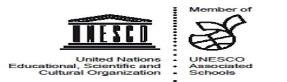 Member of
UNESCO
United Nations
Educational, Scientific and
Cultural Organization
UNESCO
Associated
Schools